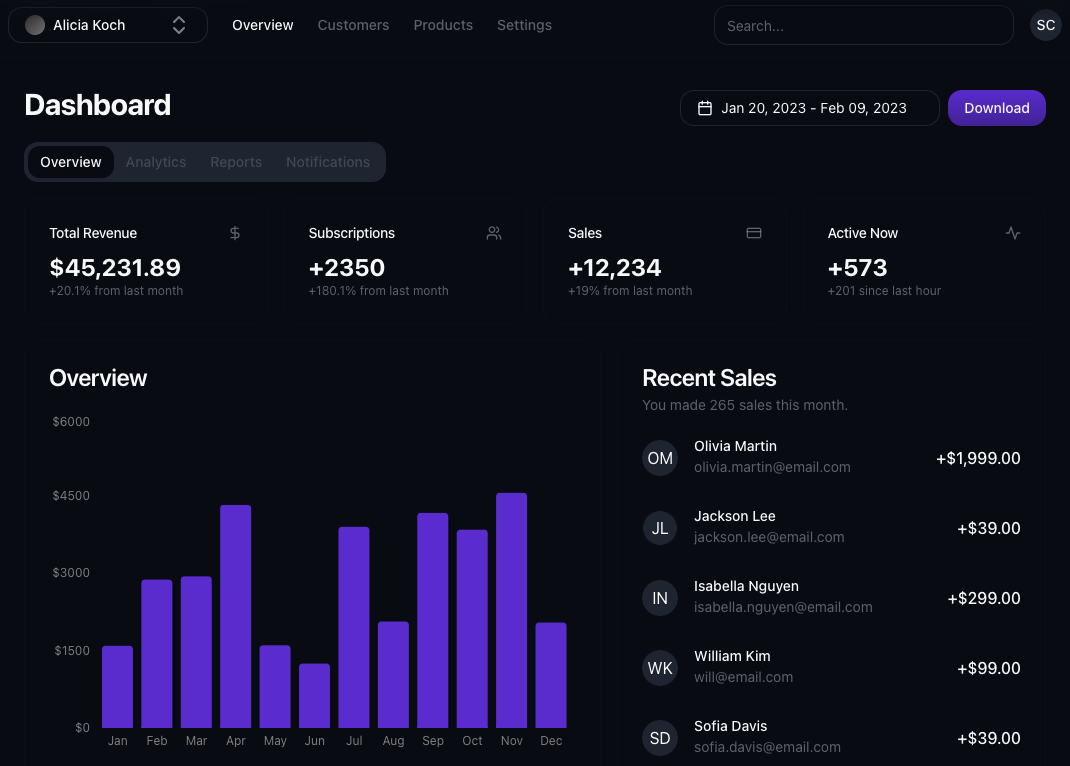 Alicia Koch
Overview Customers Products Settings
Search...
SC
Dashboard
Jan 20, 2023 - Feb 09, 2023
Download
Overview Analytics Reports Notifications
Total Revenue
$45,231.89
+20.1% from last month
Subscriptions
+2350
+180.1% from last month
Sales
+12,234
+19% from last month
Active Now
+573
+201 since last hour
Overview
$6000
$4500
$3000
$1500
$0
Jan Feb Mar Apr May Jun Jul Aug Sep Oct Nov Dec
Recent Sales
You made 265 sales this month.
OM
Olivia Martin
olivia.martin@email.com
+$1,999.00
JL
Jackson Lee
jackson.lee@email.com
+$39.00
IN
Isabella Nguyen
isabella.nguyen@email.com
+$299.00
WK
William Kim
will@email.com
+$99.00
SD
Sofia Davis
sofia.davis@email.com
+$39.00